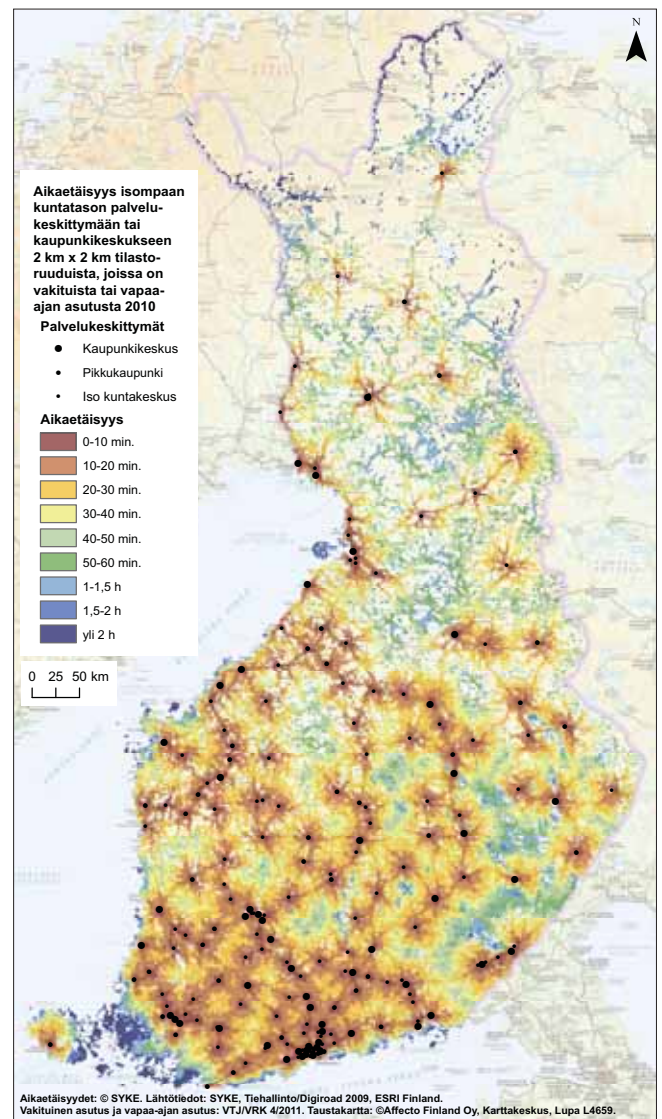 N
Aikaetäisyys isompaan
kuntatason palvelu-
keskittymään tai
kaupunkikeskukseen
2 km x 2 km tilasto-
ruuduista, joissa on
vakituista tai vapaa-
ajan asutusta 2010
Palvelukeskittymät
Kaupunkikeskus
Pikkukaupunki
Iso kuntakeskus
Aikaetäisyys
0-10 min.
10-20 min.
20-30 min.
30-40 min.
40-50 min.
50-60 min.
1-1,5 h
1,5-2 h
yli 2 h
0 25 50 km
Aikaetäisyydet: © SYKE. Lähtötiedot: SYKE, Tiehallinto/Digiroad 2009, ESRI Finland.
Vakituinen asutus ja vapaa-ajan asutus: VTJ/VRK 4/2011. Taustakartta: ©Affecto Finland Oy, Karttakeskus, Lupa L4659.